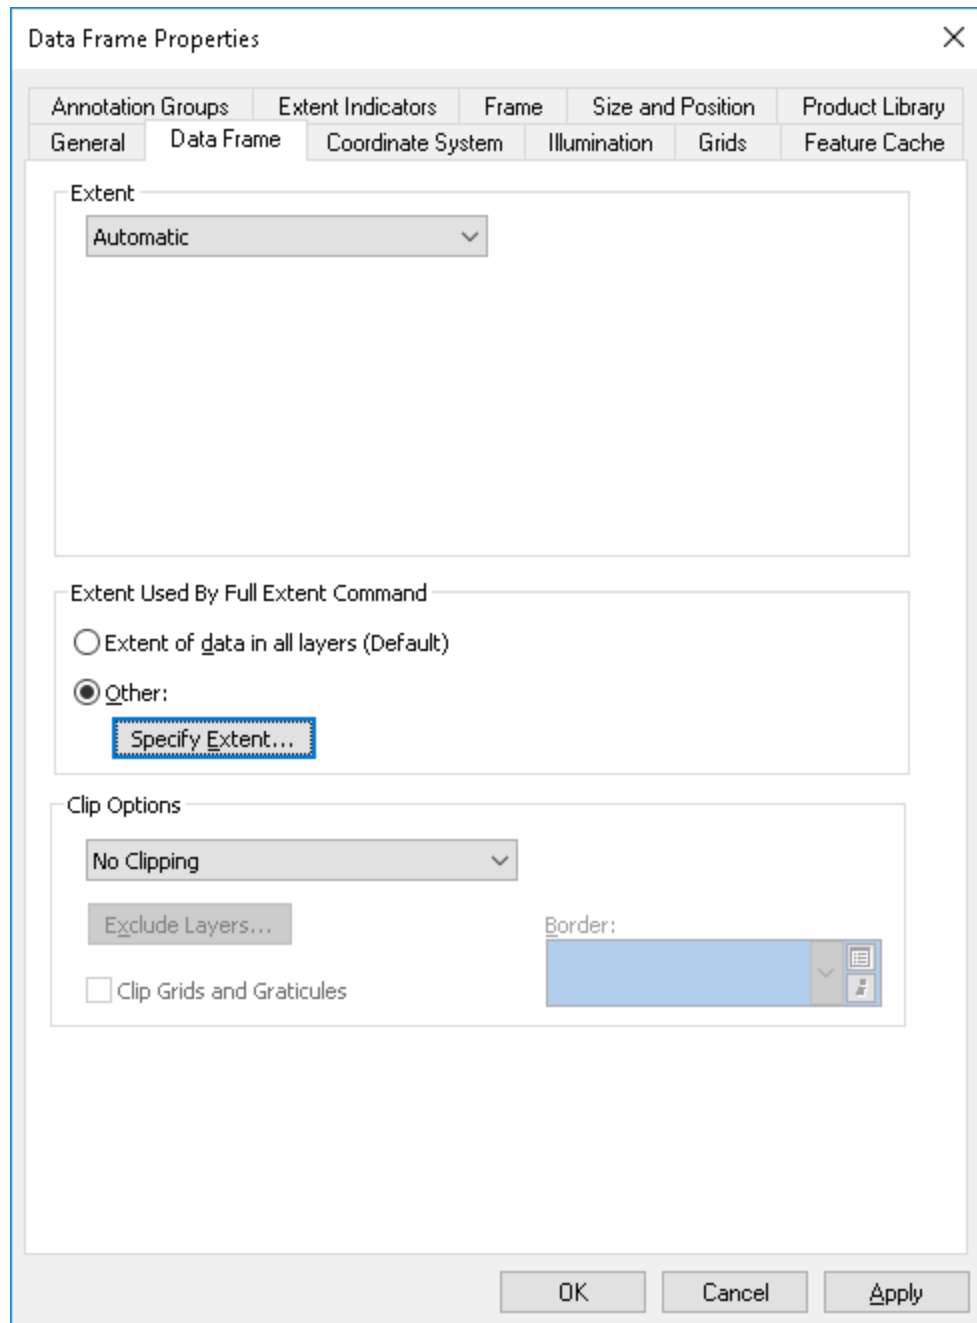 Data Frame Properties
Annotation Groups Extent Indicators Frame Size and Position Product Library
General Data Frame Coordinate System Illumination Grids Feature Cache
Extent
Automatic
Extent Used By Full Extent Command
Extent of data in all layers (Default)
Other:
Specify Extent...
Clip Options
No Clipping
Exclude Layers...
Border:
Clip Grids and Graticules
OK Cancel Apply